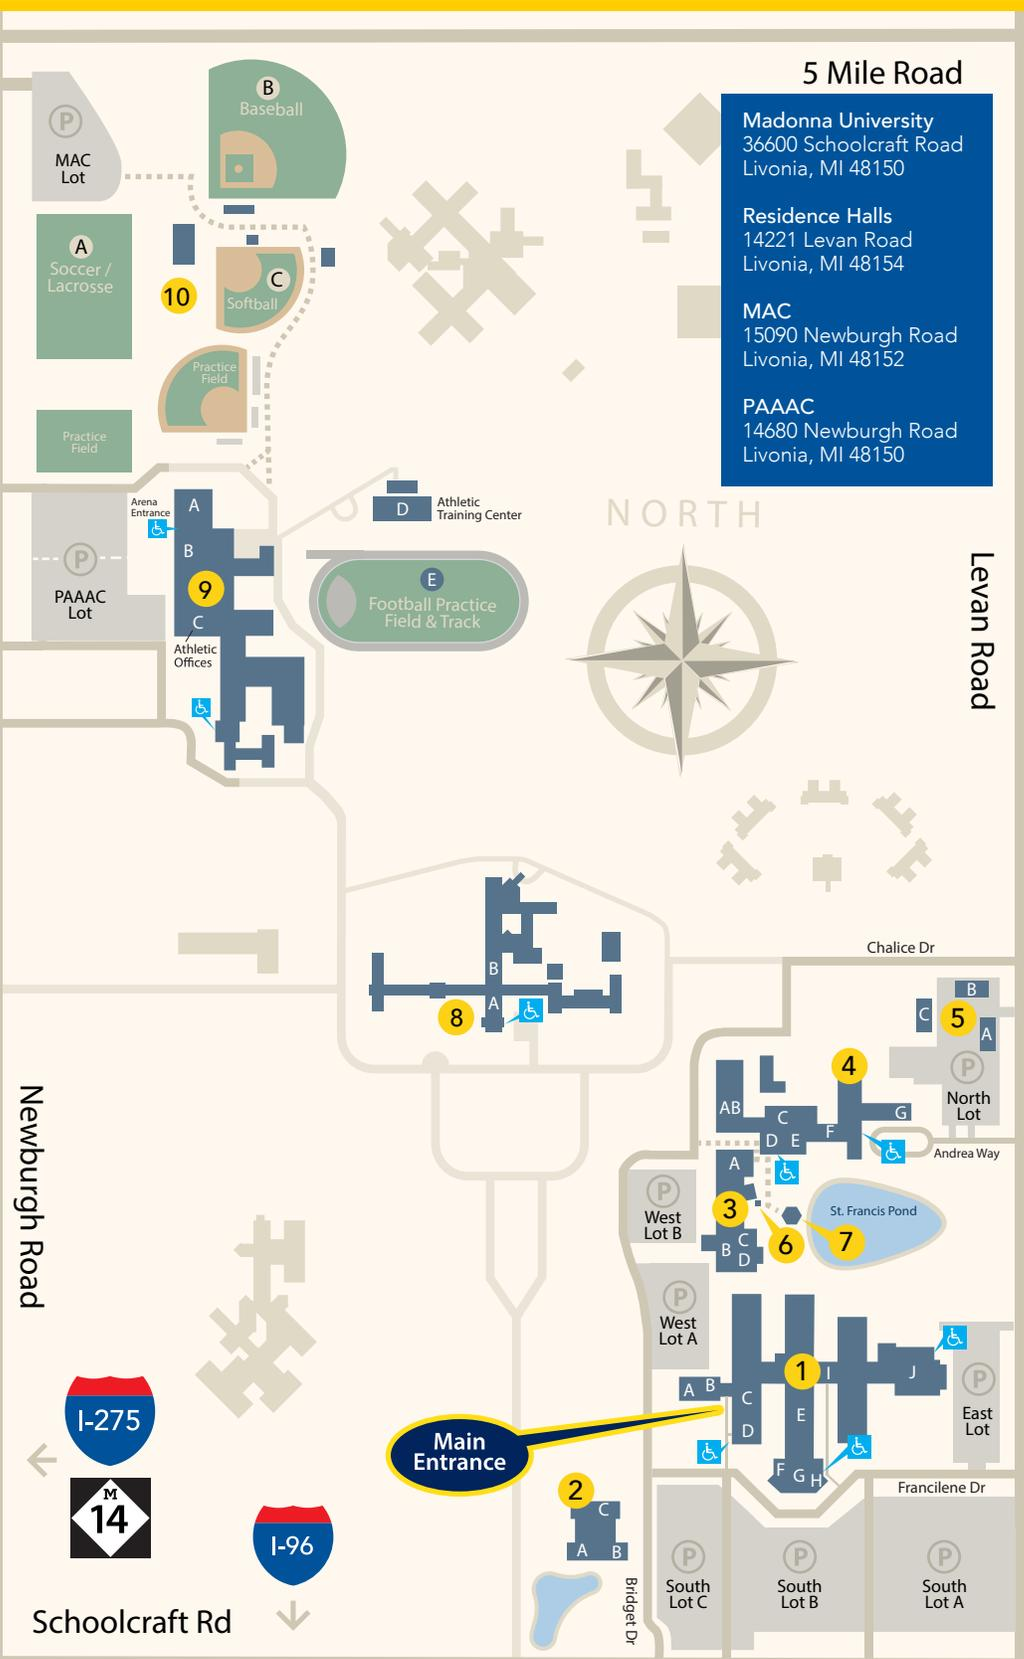 5 Mile Road
Madonna University
36600 Schoolcraft Road
Livonia, MI 48150
Residence Halls
14221 Levan Road
Livonia, MI 48154
MAC
15090 Newburgh Road
Livonia, MI 48152
PAAAC
14680 Newburgh Road
Livonia, MI 48150
P
MAC
Lot
B
Baseball
A
Soccer /
Lacrosse
10
C
Softball
Practice
Field
Practice
Field
Arena
Entrance
A
B
9
C
Athletic
Offices
P
PAAAC
Lot
D
Athletic
Training Center
E
Football Practice
Field & Track
NORTH
Levan Road
Chalice Dr
B
A
8
B
C
5
A
P
North
Lot
4
AB
C
D
E
F
G
Andrea Way
A
3
B
C
D
6
7
St. Francis Pond
P
West
Lot B
P
West
Lot A
1
I
J
A
B
C
D
E
F
G
H
P
East
Lot
Main
Entrance
2
C
A
B
Francilene Dr
P
South
Lot C
P
South
Lot B
P
South
Lot A
Bridget Dr
Newburgh Road
I-275
M
14
I-96
Schoolcraft Rd